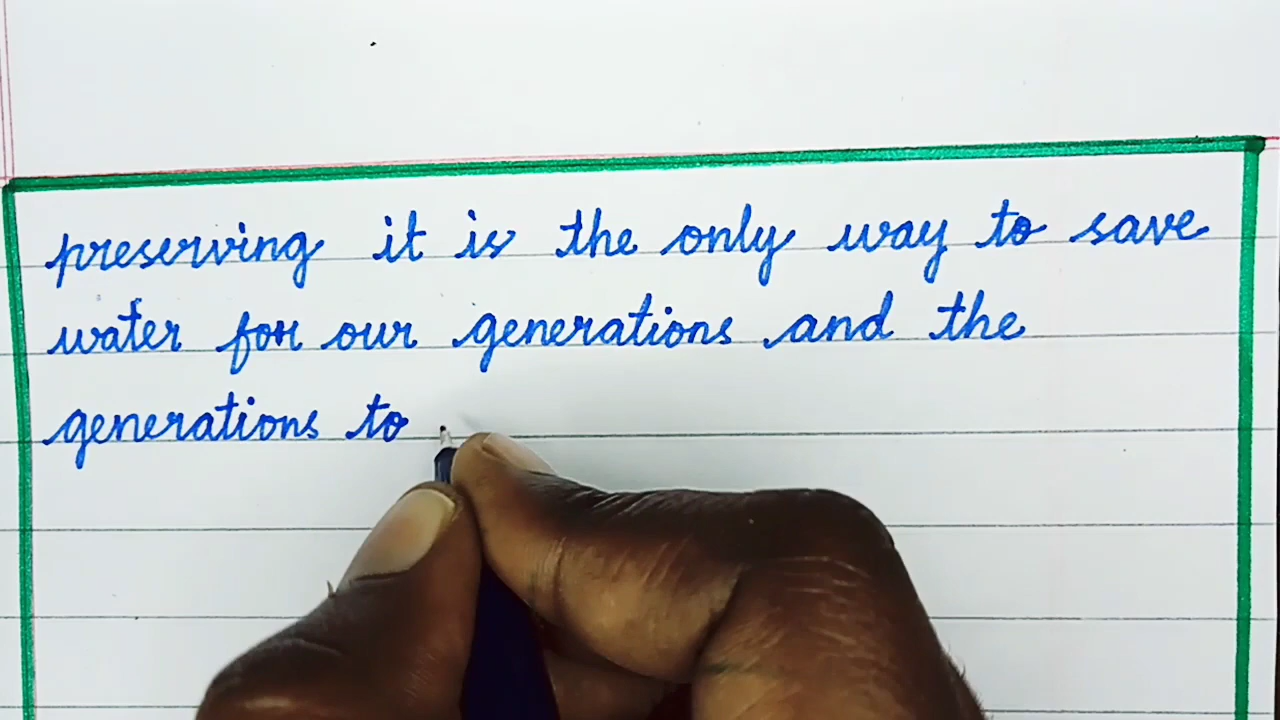 preserving it is the only way to save
water for our generations and the
generations to